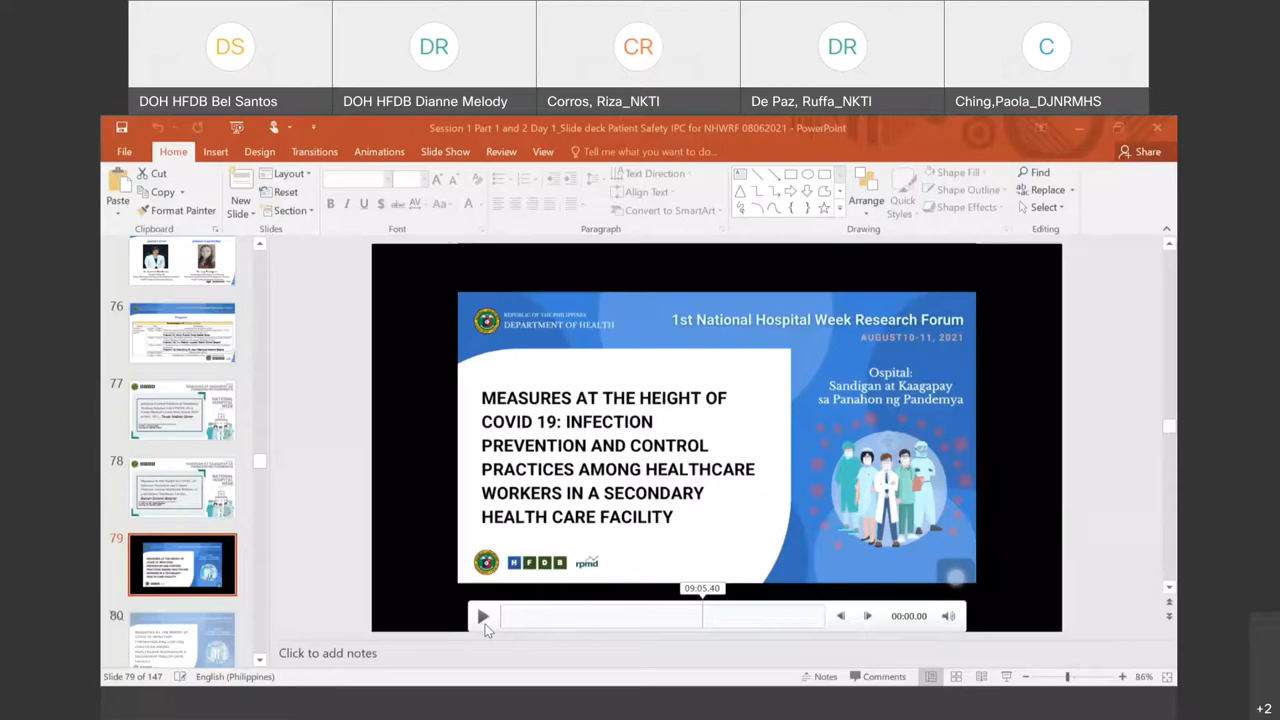 DS
DR
CR
DR
C
DOH HFDB Bel Santos
DOH HFDB Dianne Melody
Corros, Riza_NKTI
De Paz, Ruffa_NKTI
Ching,Paola_DJNRMHS
Session 1 Part 1 and 2 Day 1_Slide deck Patient Safety IPC for NHWRF 08062021 - PowerPoint
File
Home
Insert
Design
Transitions
Animations
Slide Show
Review
View
Tell me what you want to do...
Share
Paste
Cut
Copy
Format Painter
Clipboard
New
Slide
Layout
Reset
Section
Slides
B I U S abc AV Aa A
Font
Text Direction
Align Text
Convert to SmartArt
Paragraph
Arrange
Quick
Styles
Shape Fill
Shape Outline
Shape Effects
Drawing
Find
Replace
Select
Editing
76
77
78
79
80
REPUBLIC OF THE PHILIPPINES
DEPARTMENT OF HEALTH
1st National Hospital Week Research Forum
AUGUST10-11, 2021
Ospital:
Sandigan at Kaagapay
sa Panahon ng Pandemya
MEASURES AT THE HEIGHT OF
COVID 19: INFECTION
PREVENTION AND CONTROL
PRACTICES AMONG HEALTHCARE
WORKERS IN A SECONDARY
HEALTH CARE FACILITY
HFDB
rpmd
09:05.40
00:00.00
Click to add notes
Slide 79 of 147
English (Philippines)
Notes
Comments
86%
+2